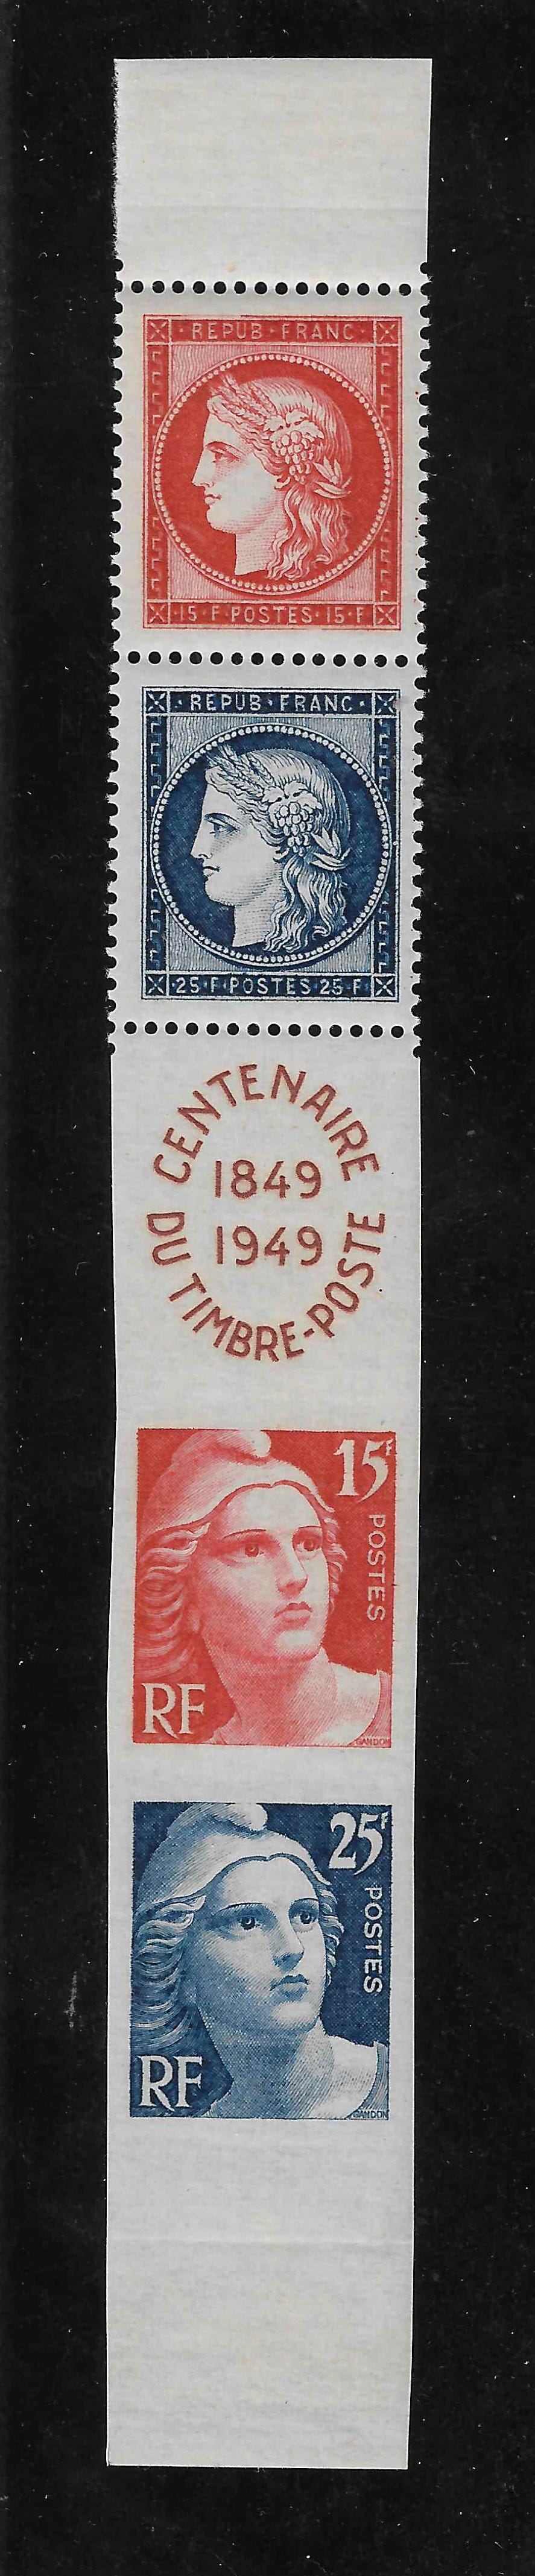 REPUB·FRANC·
·15·F·POSTES·15·F·
·REPUB·FRANC·
·25·F·POSTES·25·F·
CENTENAIRE
1849
1949
DU TIMBRE-POSTE
15F
POSTES
RF
GANDON
25F
POSTES
RF
GANDON